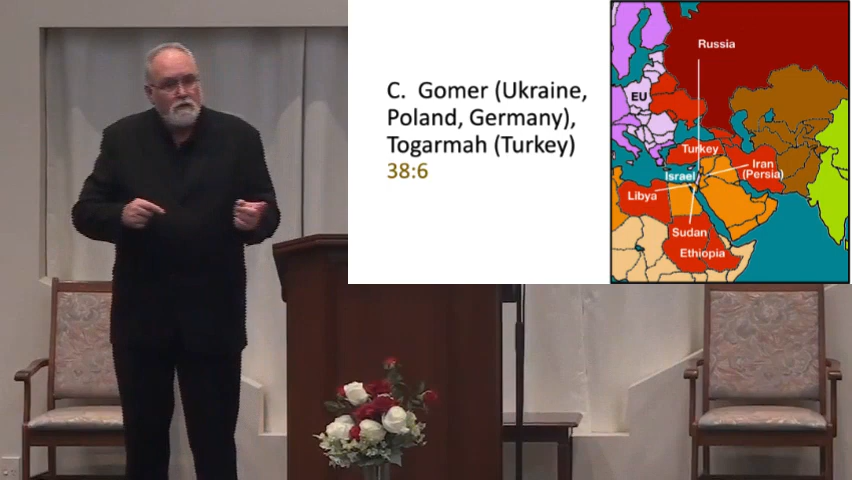 C.  Gomer (Ukraine,
Poland, Germany),
Togarmah (Turkey)
38:6
Russia
EU
Turkey
Iran
(Persia)
Israel
Libya
Sudan
Ethiopia